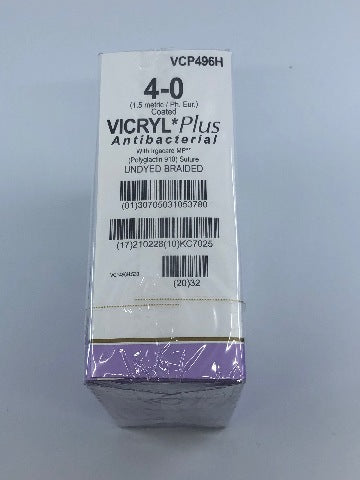 VCP496H
4-0
(1.5 metric / Ph. Eur.)
Coated
VICRYL* Plus
Antibacterial
With Irgacare MP**
(Polyglactin 910) Suture
UNDYED BRAIDED
(01)30705031053780
(17)210228(10)KC7025
(20)32